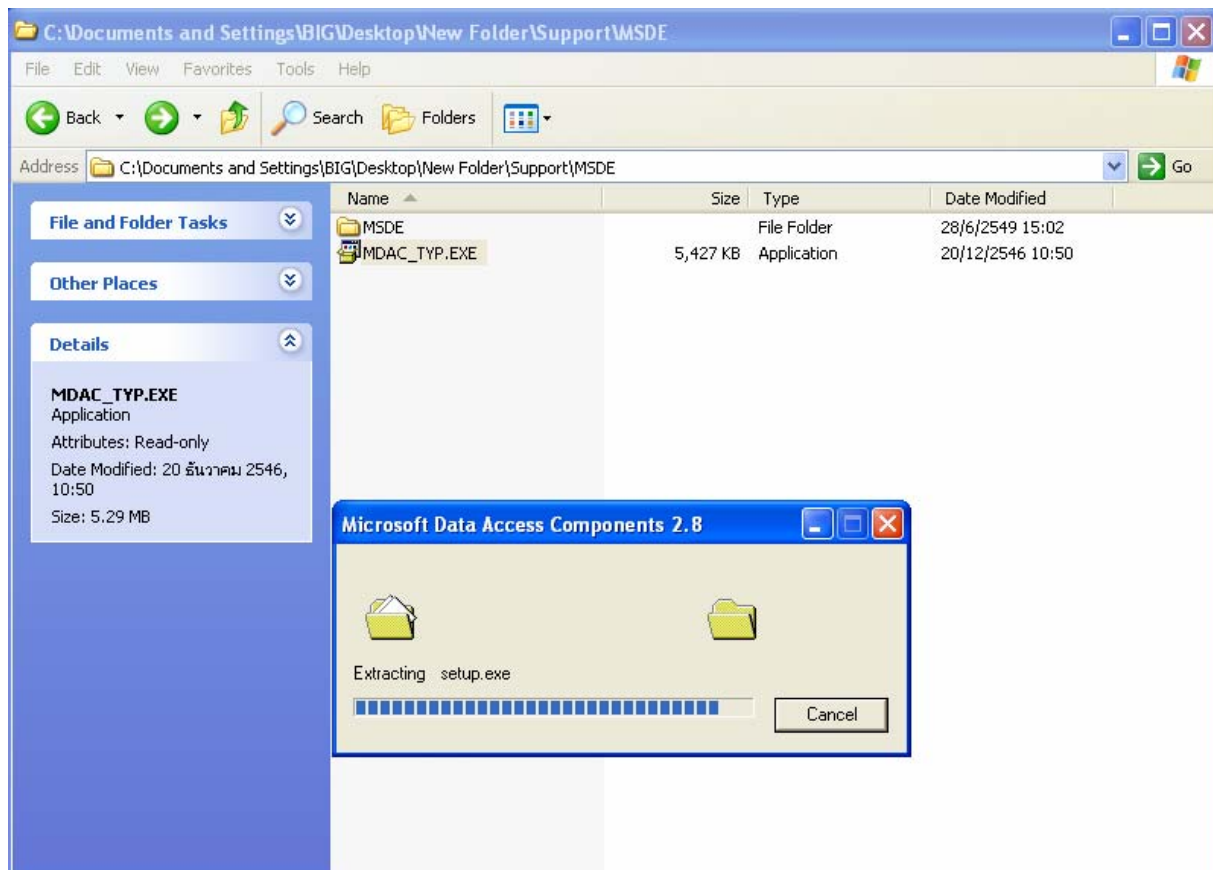 C:\Documents and Settings\BIG\Desktop\New Folder\Support\MSDE
File Edit View Favorites Tools Help
Back Search Folders
Address C:\Documents and Settings\BIG\Desktop\New Folder\Support\MSDE Go
Name Size Type Date Modified
MSDE File Folder 28/6/2549 15:02
MDAC_TYP.EXE 5,427 KB Application 20/12/2546 10:50
File and Folder Tasks
Other Places
Details
MDAC_TYP.EXE
Application
Attributes: Read-only
Date Modified: 20 ธันวาคม 2546,
10:50
Size: 5.29 MB
Microsoft Data Access Components 2.8
Extracting setup.exe
Cancel